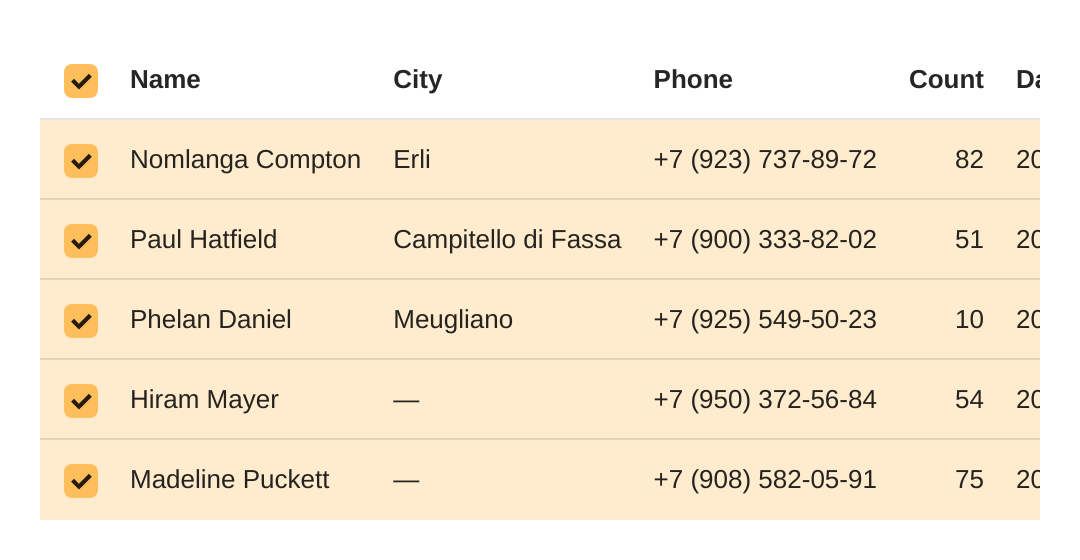 Name City Phone Count Da
Nomlanga Compton Erli +7 (923) 737-89-72 82 20
Paul Hatfield Campitello di Fassa +7 (900) 333-82-02 51 20
Phelan Daniel Meugliano +7 (925) 549-50-23 10 20
Hiram Mayer — +7 (950) 372-56-84 54 20
Madeline Puckett — +7 (908) 582-05-91 75 20